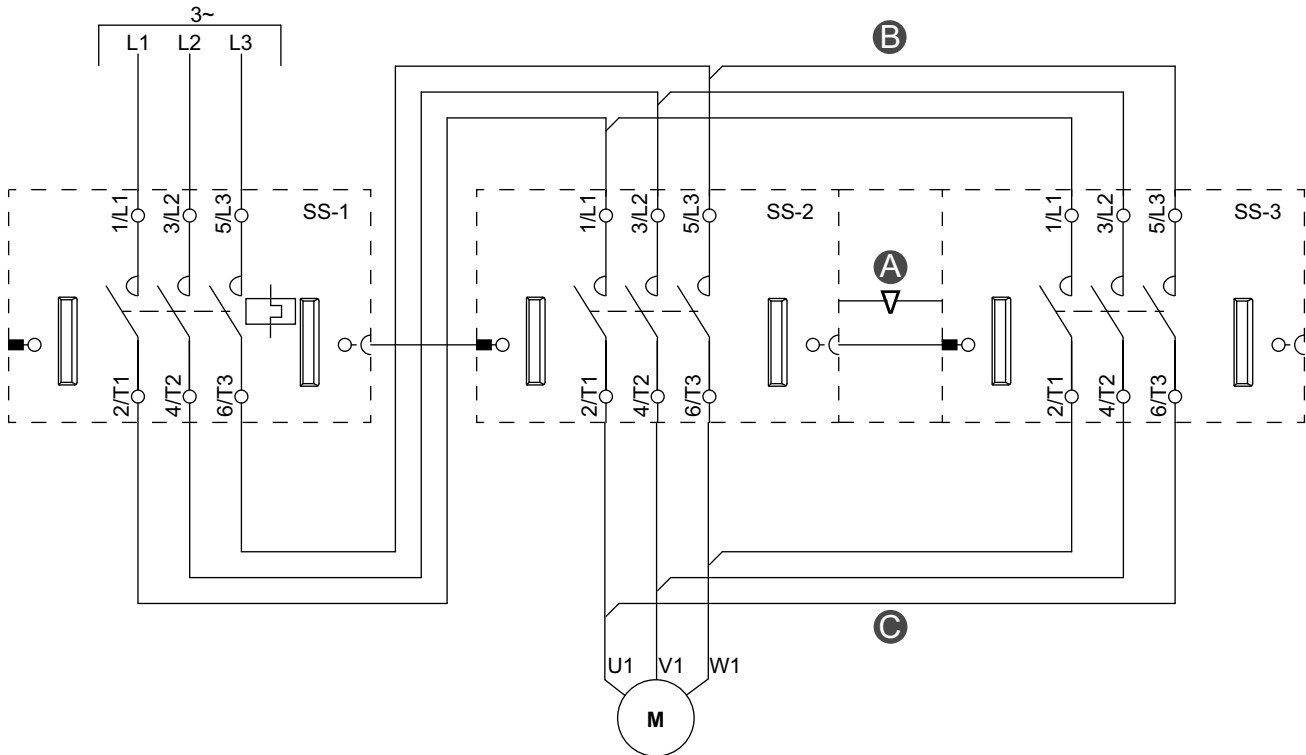 3~
L1 L2 L3
B
1/L1 3/L2 5/L3 SS-1
1/L1 3/L2 5/L3 SS-2
1/L1 3/L2 5/L3 SS-3
A
2/T1 4/T2 6/T3
2/T1 4/T2 6/T3
2/T1 4/T2 6/T3
C
U1 V1 W1
M